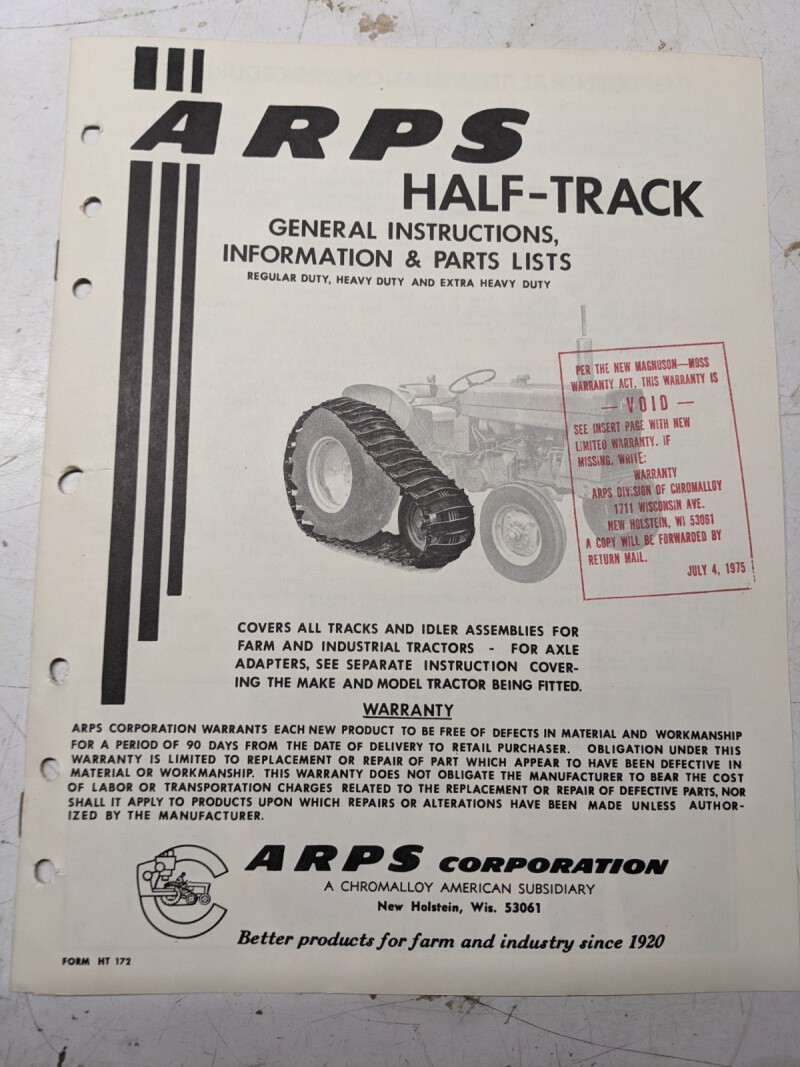 ARPS
HALF-TRACK
GENERAL INSTRUCTIONS,
INFORMATION & PARTS LISTS
REGULAR DUTY, HEAVY DUTY AND EXTRA HEAVY DUTY
PER THE NEW MAGNUSON—MOSS
WARRANTY ACT, THIS WARRANTY IS
— VOID —
SEE INSERT PAGE WITH NEW
LIMITED WARRANTY. IF
MISSING, WRITE:
WARRANTY
ARPS DIVISION OF CHROMALLOY
1711 WISCONSIN AVE.
NEW HOLSTEIN, WI 53061
A COPY WILL BE FORWARDED BY
RETURN MAIL.
JULY 4, 1975
COVERS ALL TRACKS AND IDLER ASSEMBLIES FOR
FARM AND INDUSTRIAL TRACTORS - FOR AXLE
ADAPTERS, SEE SEPARATE INSTRUCTION COVER-
ING THE MAKE AND MODEL TRACTOR BEING FITTED.
WARRANTY
ARPS CORPORATION WARRANTS EACH NEW PRODUCT TO BE FREE OF DEFECTS IN MATERIAL AND WORKMANSHIP
FOR A PERIOD OF 90 DAYS FROM THE DATE OF DELIVERY TO RETAIL PURCHASER. OBLIGATION UNDER THIS
WARRANTY IS LIMITED TO REPLACEMENT OR REPAIR OF PART WHICH APPEAR TO HAVE BEEN DEFECTIVE IN
MATERIAL OR WORKMANSHIP. THIS WARRANTY DOES NOT OBLIGATE THE MANUFACTURER TO BEAR THE COST
OF LABOR OR TRANSPORTATION CHARGES RELATED TO THE REPLACEMENT OR REPAIR OF DEFECTIVE PARTS, NOR
SHALL IT APPLY TO PRODUCTS UPON WHICH REPAIRS OR ALTERATIONS HAVE BEEN MADE UNLESS AUTHOR-
IZED BY THE MANUFACTURER.
ARPS CORPORATION
A CHROMALLOY AMERICAN SUBSIDIARY
New Holstein, Wis. 53061
Better products for farm and industry since 1920
FORM HT 172